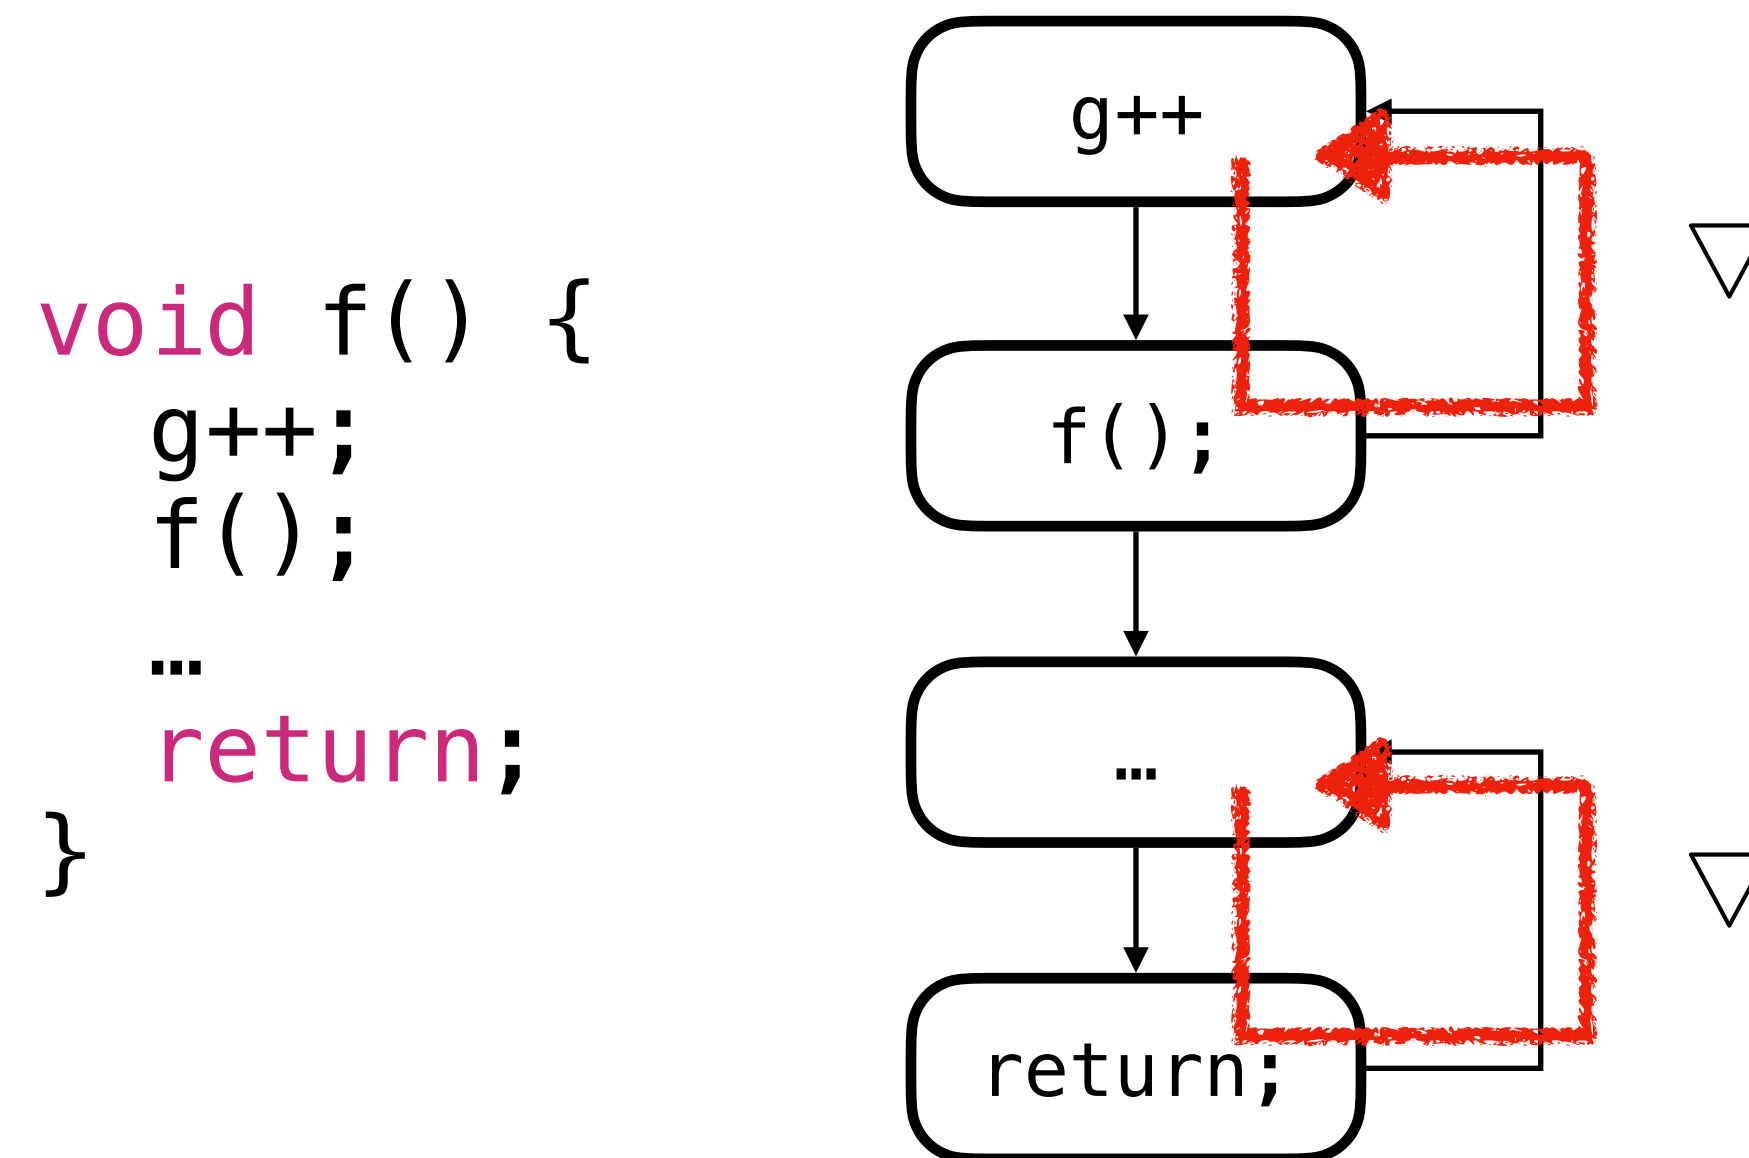 void f() {
g++;
f();
…
return;
}
g++
f();
…
return;